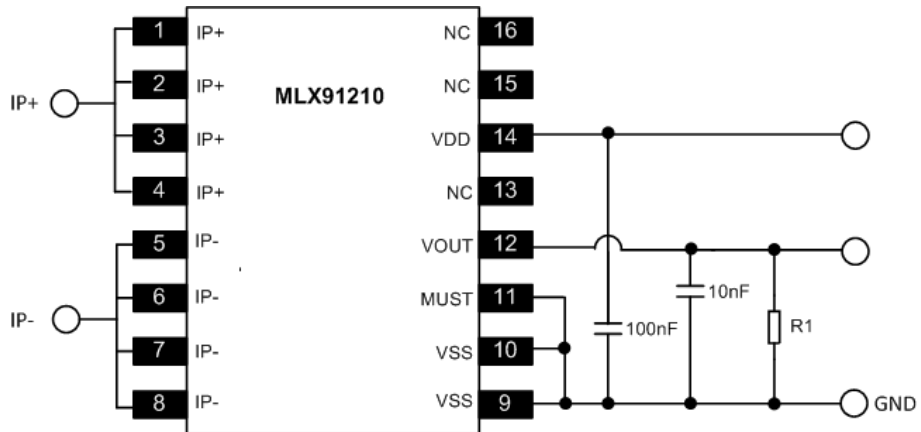 1 IP+ NC 16
2 IP+ NC 15
IP+ MLX91210
3 IP+ VDD 14
4 IP+ NC 13
5 IP- VOUT 12
6 IP- MUST 11 10nF
IP- 100nF R1
7 IP- VSS 10
8 IP- VSS 9 GND